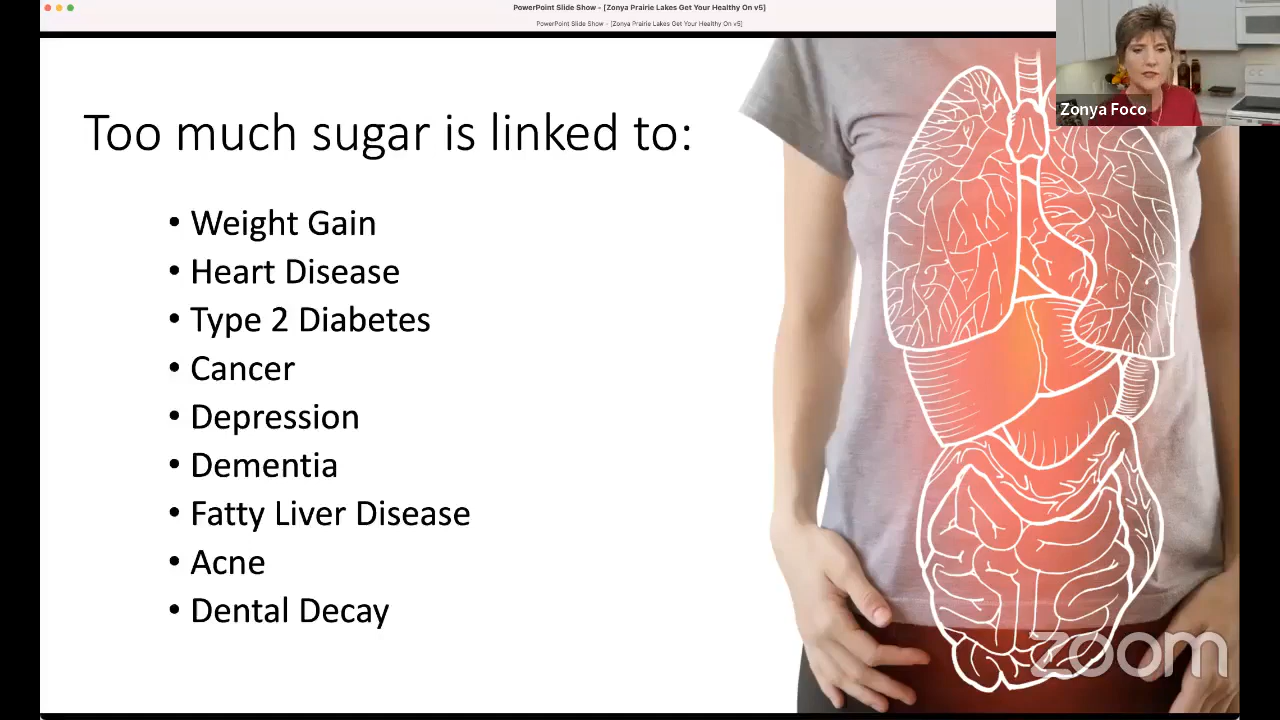 PowerPoint Slide Show - [Zonya Prairie Lakes Get Your Healthy On v5]
PowerPoint Slide Show - [Zonya Prairie Lakes Get Your Healthy On v5]
Zonya Foco
Too much sugar is linked to:
• Weight Gain
• Heart Disease
• Type 2 Diabetes
• Cancer
• Depression
• Dementia
• Fatty Liver Disease
• Acne
• Dental Decay
zoom